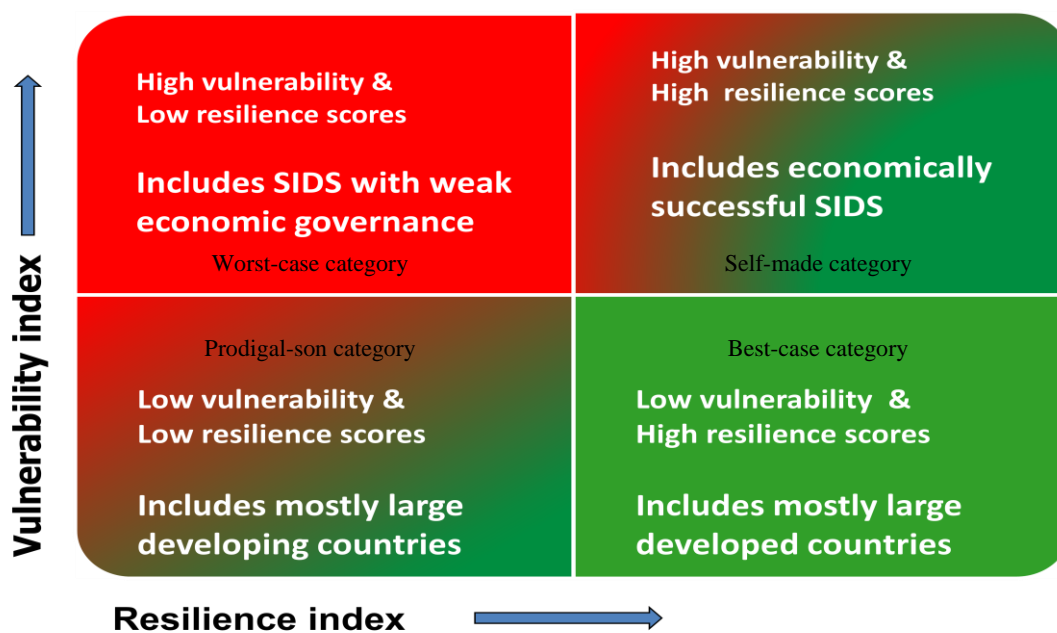 High vulnerability &
Low resilience scores
Includes SIDS with weak
economic governance
Worst-case category
High vulnerability &
High resilience scores
Includes economically
successful SIDS
Self-made category
Vulnerability index
Prodigal-son category
Low vulnerability &
Low resilience scores
Includes mostly large
developing countries
Best-case category
Low vulnerability &
High resilience scores
Includes mostly large
developed countries
Resilience index